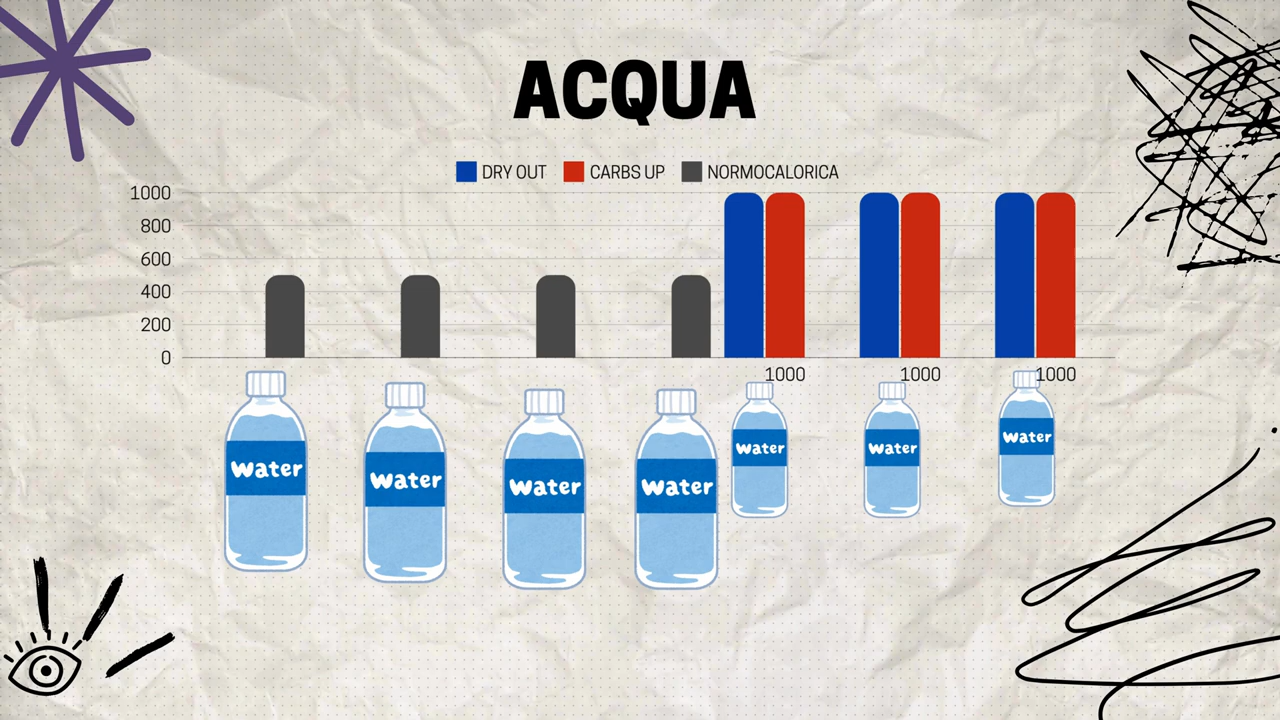 ACQUA
DRY OUT CARBS UP NORMOCALORICA
1000
800
600
400
200
0
1000 1000 1000
Water Water Water Water Water Water Water